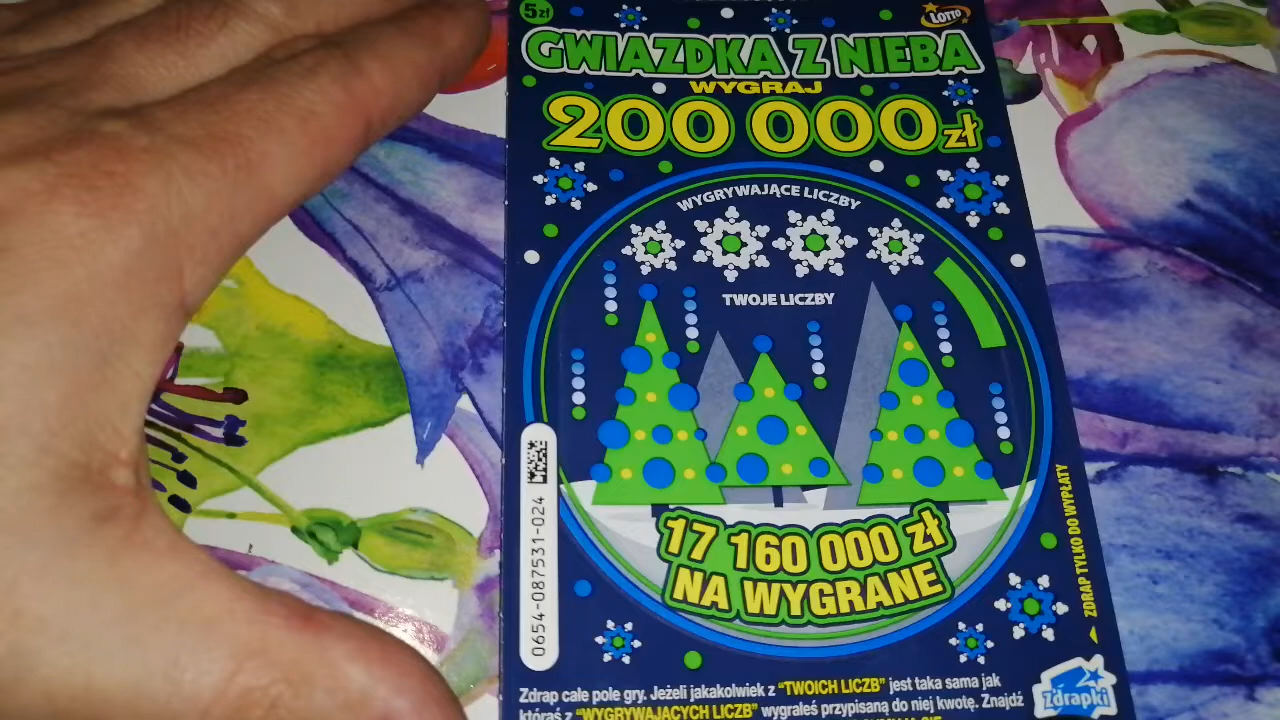 5zł
LOTTO
GWIAZDKA Z NIEBA
WYGRAJ
200 000 zł
WYGRYWAJĄCE LICZBY
TWOJE LICZBY
17 160 000 zł
NA WYGRANE
0654-087531-024
ZDRAP TYLKO DO WYPŁATY
Zdrapki
Zdrap całe pole gry. Jeżeli jakakolwiek z "TWOICH LICZB" jest taka sama jak
któraś z "WYGRYWAJĄCYCH LICZB" wygrałeś przypisaną do niej kwotę. Znajdź